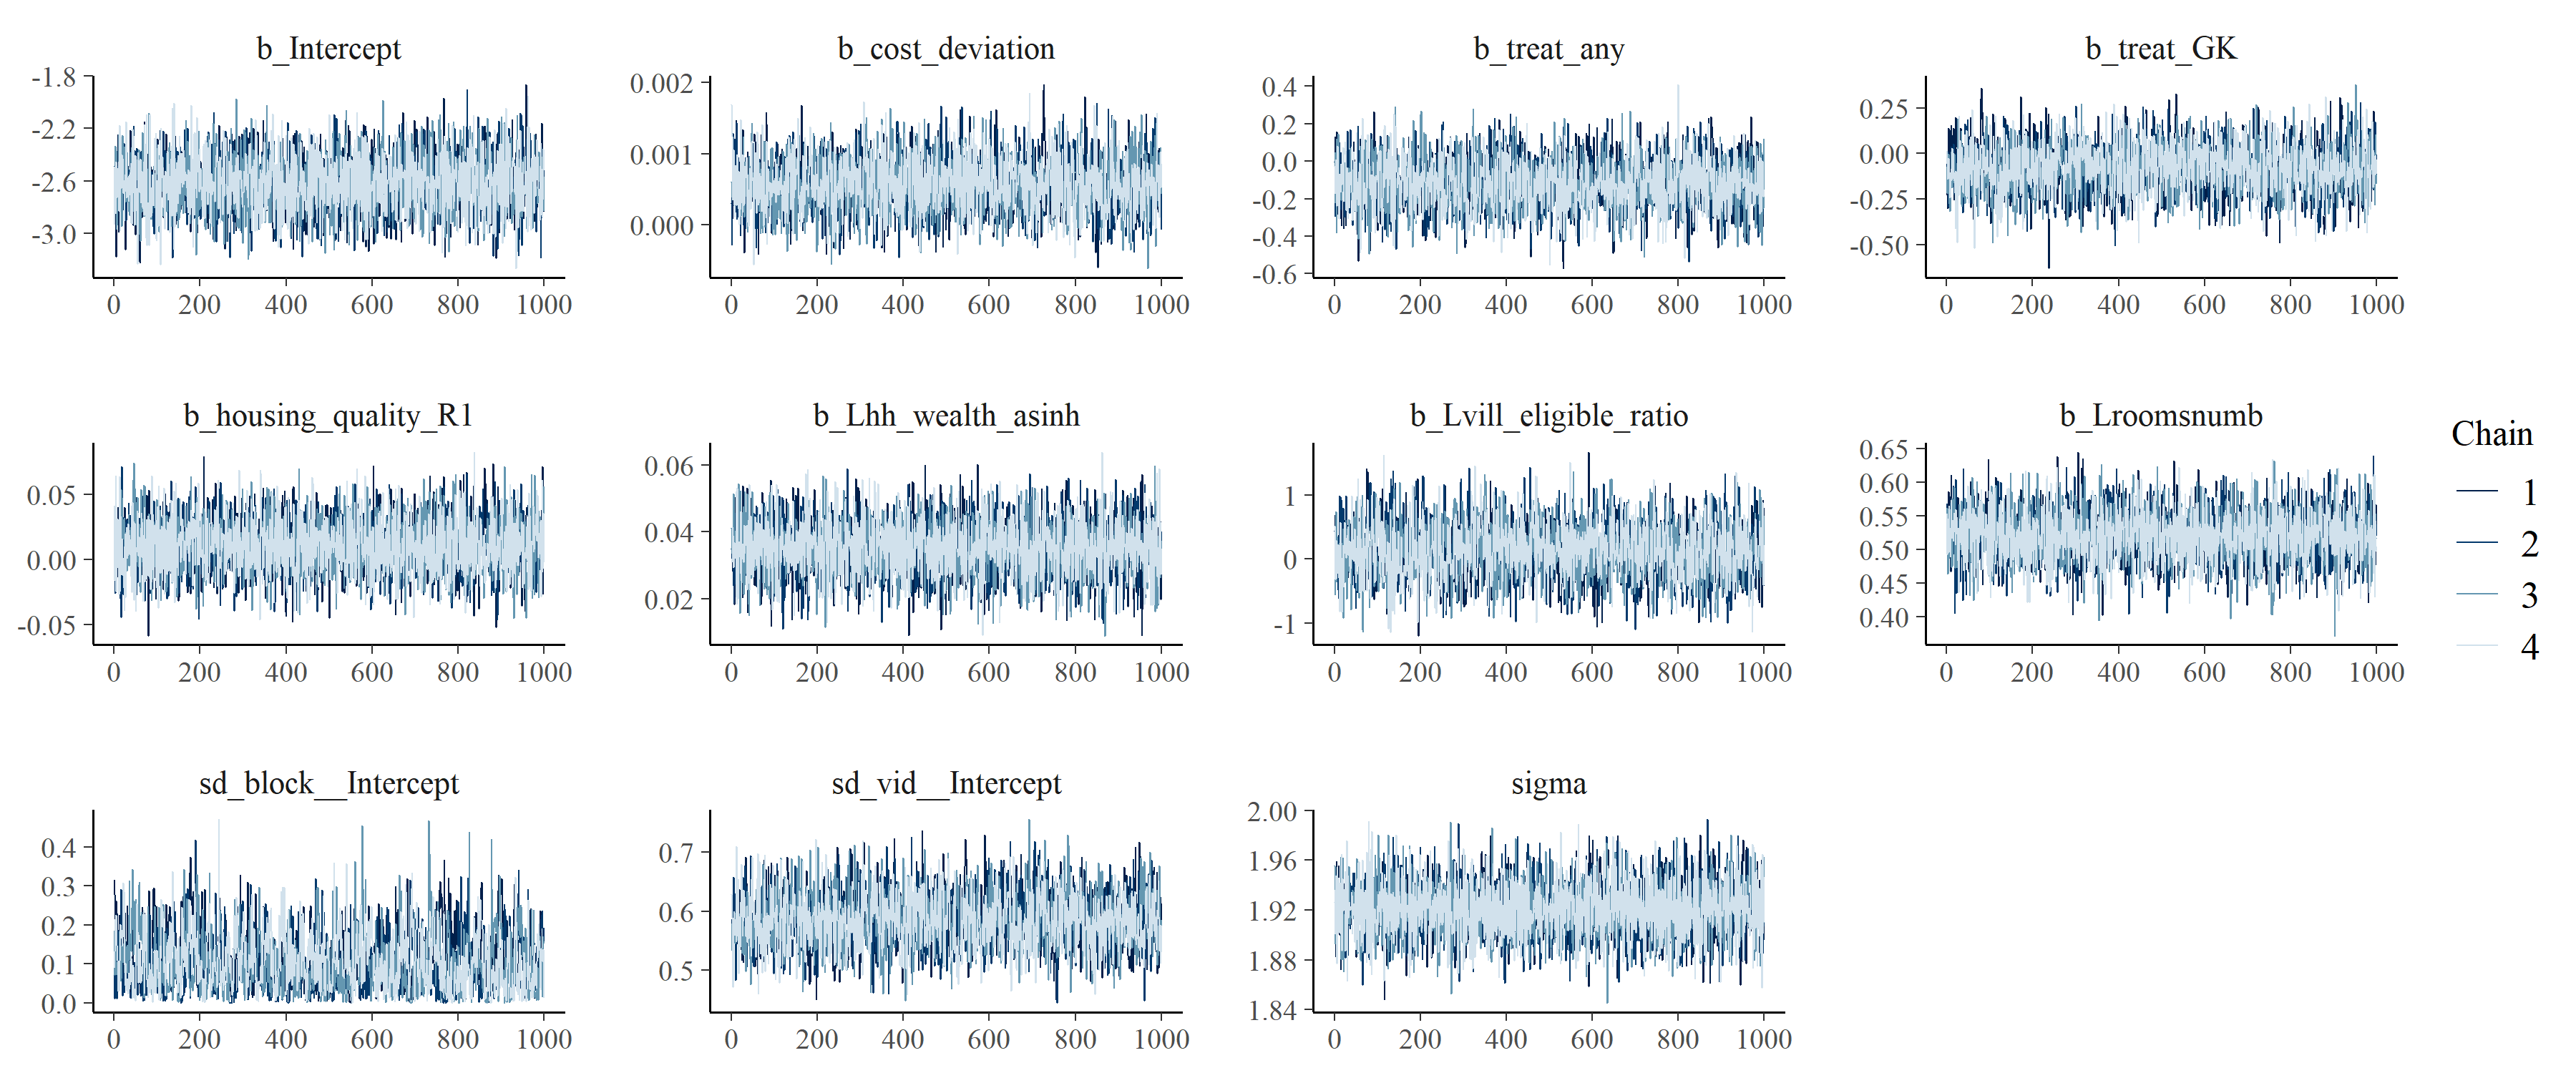 b_Intercept
-1.8
-2.2
-2.6
-3.0
0 200 400 600 800 1000
b_cost_deviation
0.002
0.001
0.000
0 200 400 600 800 1000
b_treat_any
0.4
0.2
0.0
-0.2
-0.4
-0.6
0 200 400 600 800 1000
b_treat_GK
0.25
0.00
-0.25
-0.50
0 200 400 600 800 1000
b_housing_quality_R1
0.05
0.00
-0.05
0 200 400 600 800 1000
b_Lhh_wealth_asinh
0.06
0.04
0.02
0 200 400 600 800 1000
b_Lvill_eligible_ratio
1
0
-1
0 200 400 600 800 1000
b_Lroomsnumb
0.65
0.60
0.55
0.50
0.45
0.40
0 200 400 600 800 1000
Chain
1
2
3
4
sd_block__Intercept
0.4
0.3
0.2
0.1
0.0
0 200 400 600 800 1000
sd_vid__Intercept
0.7
0.6
0.5
0 200 400 600 800 1000
sigma
2.00
1.96
1.92
1.88
1.84
0 200 400 600 800 1000